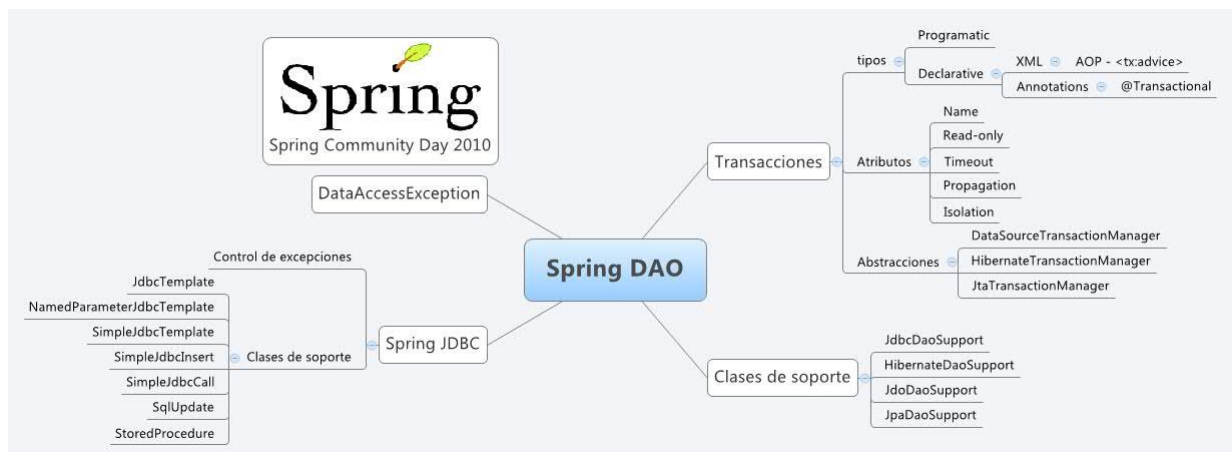 Spring
Spring Community Day 2010
DataAccessException
Spring DAO
Control de excepciones
JdbcTemplate
NamedParameterJdbcTemplate
SimpleJdbcTemplate
SimpleJdbcInsert
SimpleJdbcCall
SqlUpdate
StoredProcedure
Clases de soporte
Spring JDBC
Transacciones
tipos
Programatic
Declarative
XML
AOP - <tx:advice>
Annotations
@Transactional
Atributos
Name
Read-only
Timeout
Propagation
Isolation
Abstracciones
DataSourceTransactionManager
HibernateTransactionManager
JtaTransactionManager
Clases de soporte
JdbcDaoSupport
HibernateDaoSupport
JdoDaoSupport
JpaDaoSupport